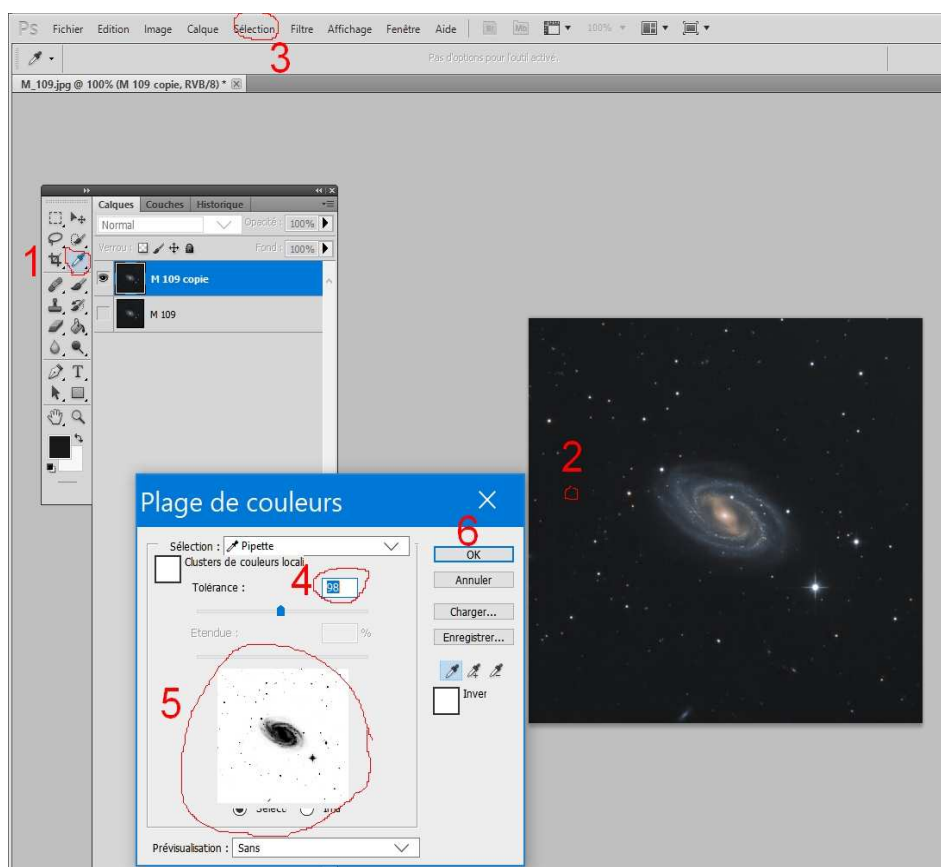 Ps Fichier Edition Image Calque Sélection Filtre Affichage Fenêtre Aide Br Mb 100%
3
Pas d'options pour l'outil activé.
M_109.jpg @ 100% (M 109 copie, RVB/8) *
Calques Couches Historique
Normal Opacité : 100%
1
Verrou : Fond : 100%
M 109 copie
M 109
T
2
Plage de couleurs
6
Sélection : Pipette
OK
Clusters de couleurs locali
4
Tolérance : 98
Annuler
Charger...
Etendue : %
Enregistrer...
5
Inver
Prévisualisation : Sans